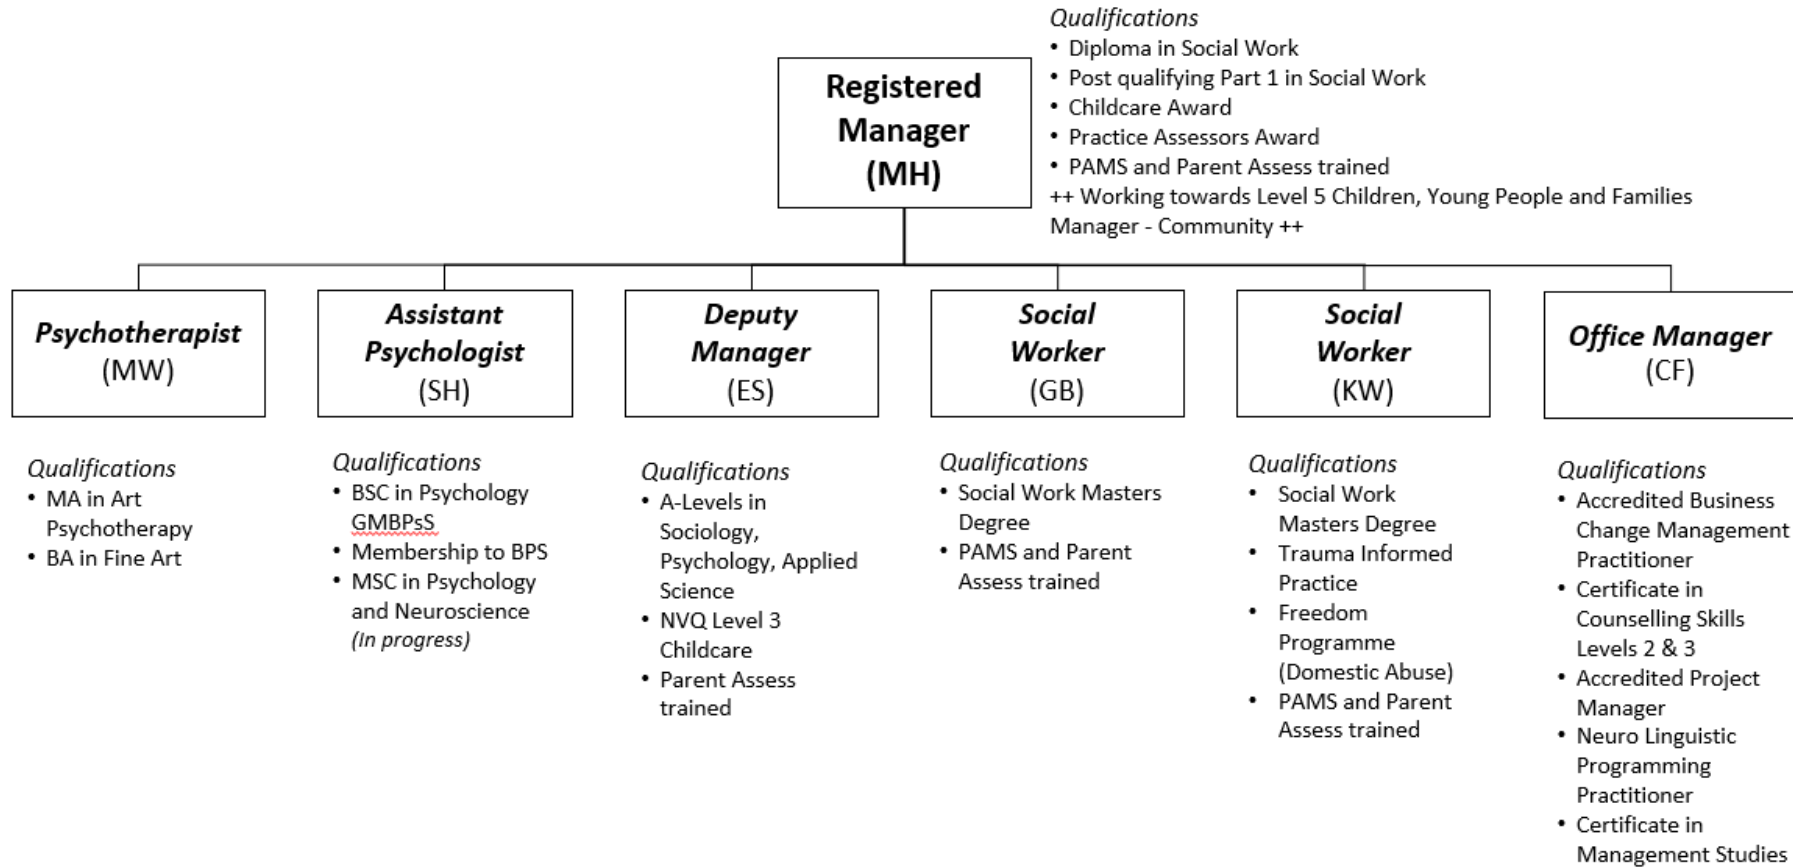 Qualifications
• Diploma in Social Work
• Post qualifying Part 1 in Social Work
• Childcare Award
• Practice Assessors Award
• PAMS and Parent Assess trained
++ Working towards Level 5 Children, Young People and Families
Manager - Community ++
Registered
Manager
(MH)
Psychotherapist
(MW)
Assistant
Psychologist
(SH)
Deputy
Manager
(ES)
Social
Worker
(GB)
Social
Worker
(KW)
Office Manager
(CF)
Qualifications
• MA in Art
Psychotherapy
• BA in Fine Art
Qualifications
• BSC in Psychology
GMBPsS
• Membership to BPS
• MSC in Psychology
and Neuroscience
(In progress)
Qualifications
• A-Levels in
Sociology,
Psychology, Applied
Science
• NVQ Level 3
Childcare
• Parent Assess
trained
Qualifications
• Social Work Masters
Degree
• PAMS and Parent
Assess trained
Qualifications
• Social Work
Masters Degree
• Trauma Informed
Practice
• Freedom
Programme
(Domestic Abuse)
• PAMS and Parent
Assess trained
Qualifications
• Accredited Business
Change Management
Practitioner
• Certificate in
Counselling Skills
Levels 2 & 3
• Accredited Project
Manager
• Neuro Linguistic
Programming
Practitioner
• Certificate in
Management Studies